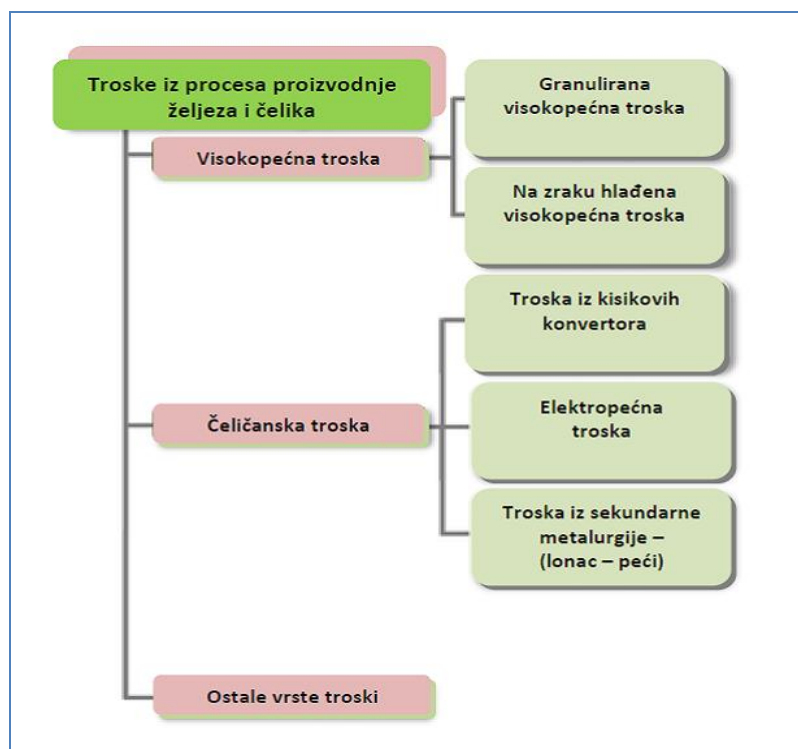 Troske iz procesa proizvodnje
željeza i čelika
Visokopećna troska
Granulirana
visokopećna troska
Na zraku hlađena
visokopećna troska
Čeličanska troska
Troska iz kisikovih
konvertora
Elektropećna
troska
Troska iz sekundarne
metalurgije –
(lonac – peći)
Ostale vrste troski